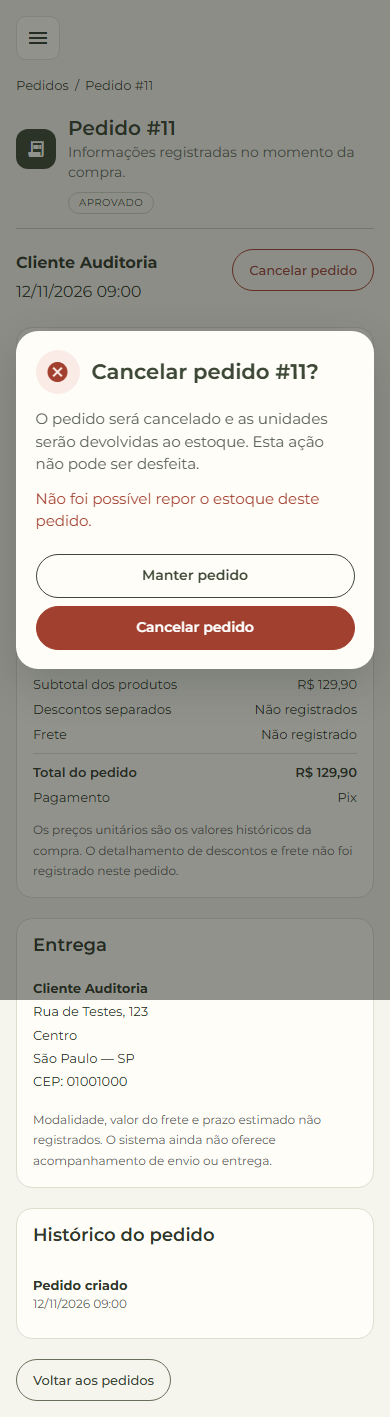 Pedidos / Pedido #11
Pedido #11
Informações registradas no momento da
compra.
APROVADO
Cliente Auditoria
Cancelar pedido
12/11/2026 09:00
Cancelar pedido #11?
O pedido será cancelado e as unidades
serão devolvidas ao estoque. Esta ação
não pode ser desfeita.
Não foi possível repor o estoque deste
pedido.
Manter pedido
Cancelar pedido
Subtotal dos produtos R$ 129,90
Descontos separados Não registrados
Frete Não registrado
Total do pedido R$ 129,90
Pagamento Pix
Os preços unitários são os valores históricos da
compra. O detalhamento de descontos e frete não foi
registrado neste pedido.
Entrega
Cliente Auditoria
Rua de Testes, 123
Centro
São Paulo — SP
CEP: 01001000
Modalidade, valor do frete e prazo estimado não
registrados. O sistema ainda não oferece
acompanhamento de envio ou entrega.
Histórico do pedido
Pedido criado
12/11/2026 09:00
Voltar aos pedidos